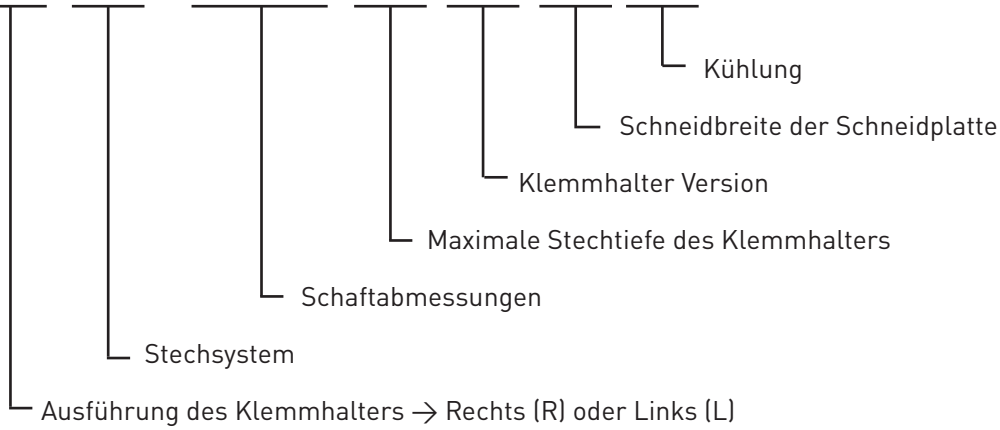 Kühlung
Schneidbreite der Schneidplatte
Klemmhalter Version
Maximale Stechtiefe des Klemmhalters
Schaftabmessungen
Stechsystem
Ausführung des Klemmhalters → Rechts (R) oder Links (L)